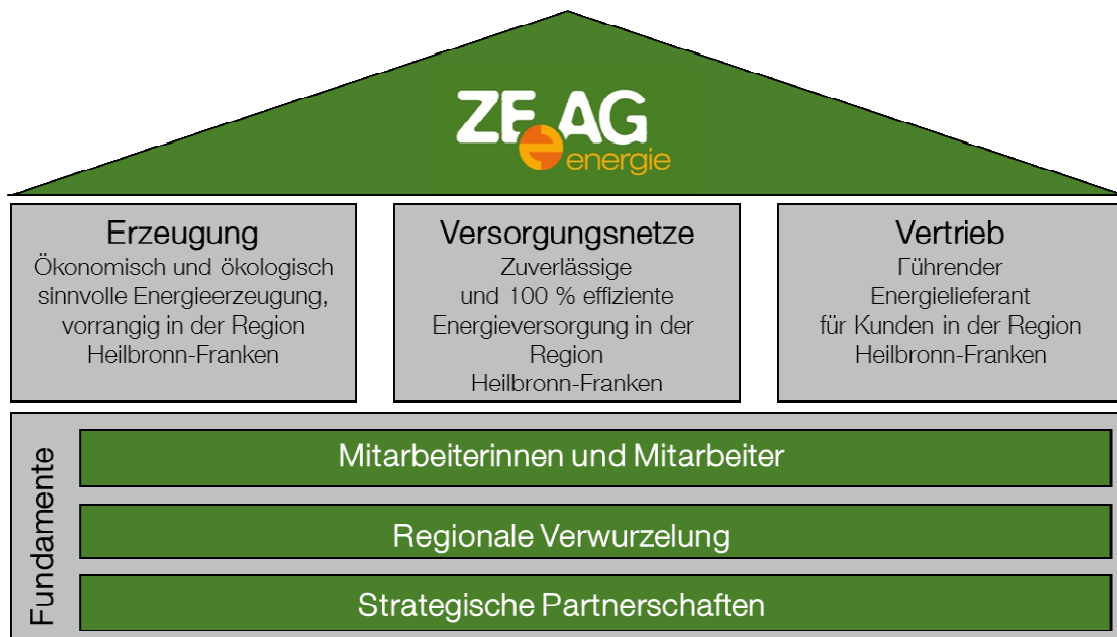 ZEAG
energie
Erzeugung
Ökonomisch und ökologisch
sinnvolle Energieerzeugung,
vorrangig in der Region
Heilbronn-Franken
Versorgungsnetze
Zuverlässige
und 100 % effiziente
Energieversorgung in der
Region
Heilbronn-Franken
Vertrieb
Führender
Energielieferant
für Kunden in der Region
Heilbronn-Franken
Fundamente
Mitarbeiterinnen und Mitarbeiter
Regionale Verwurzelung
Strategische Partnerschaften